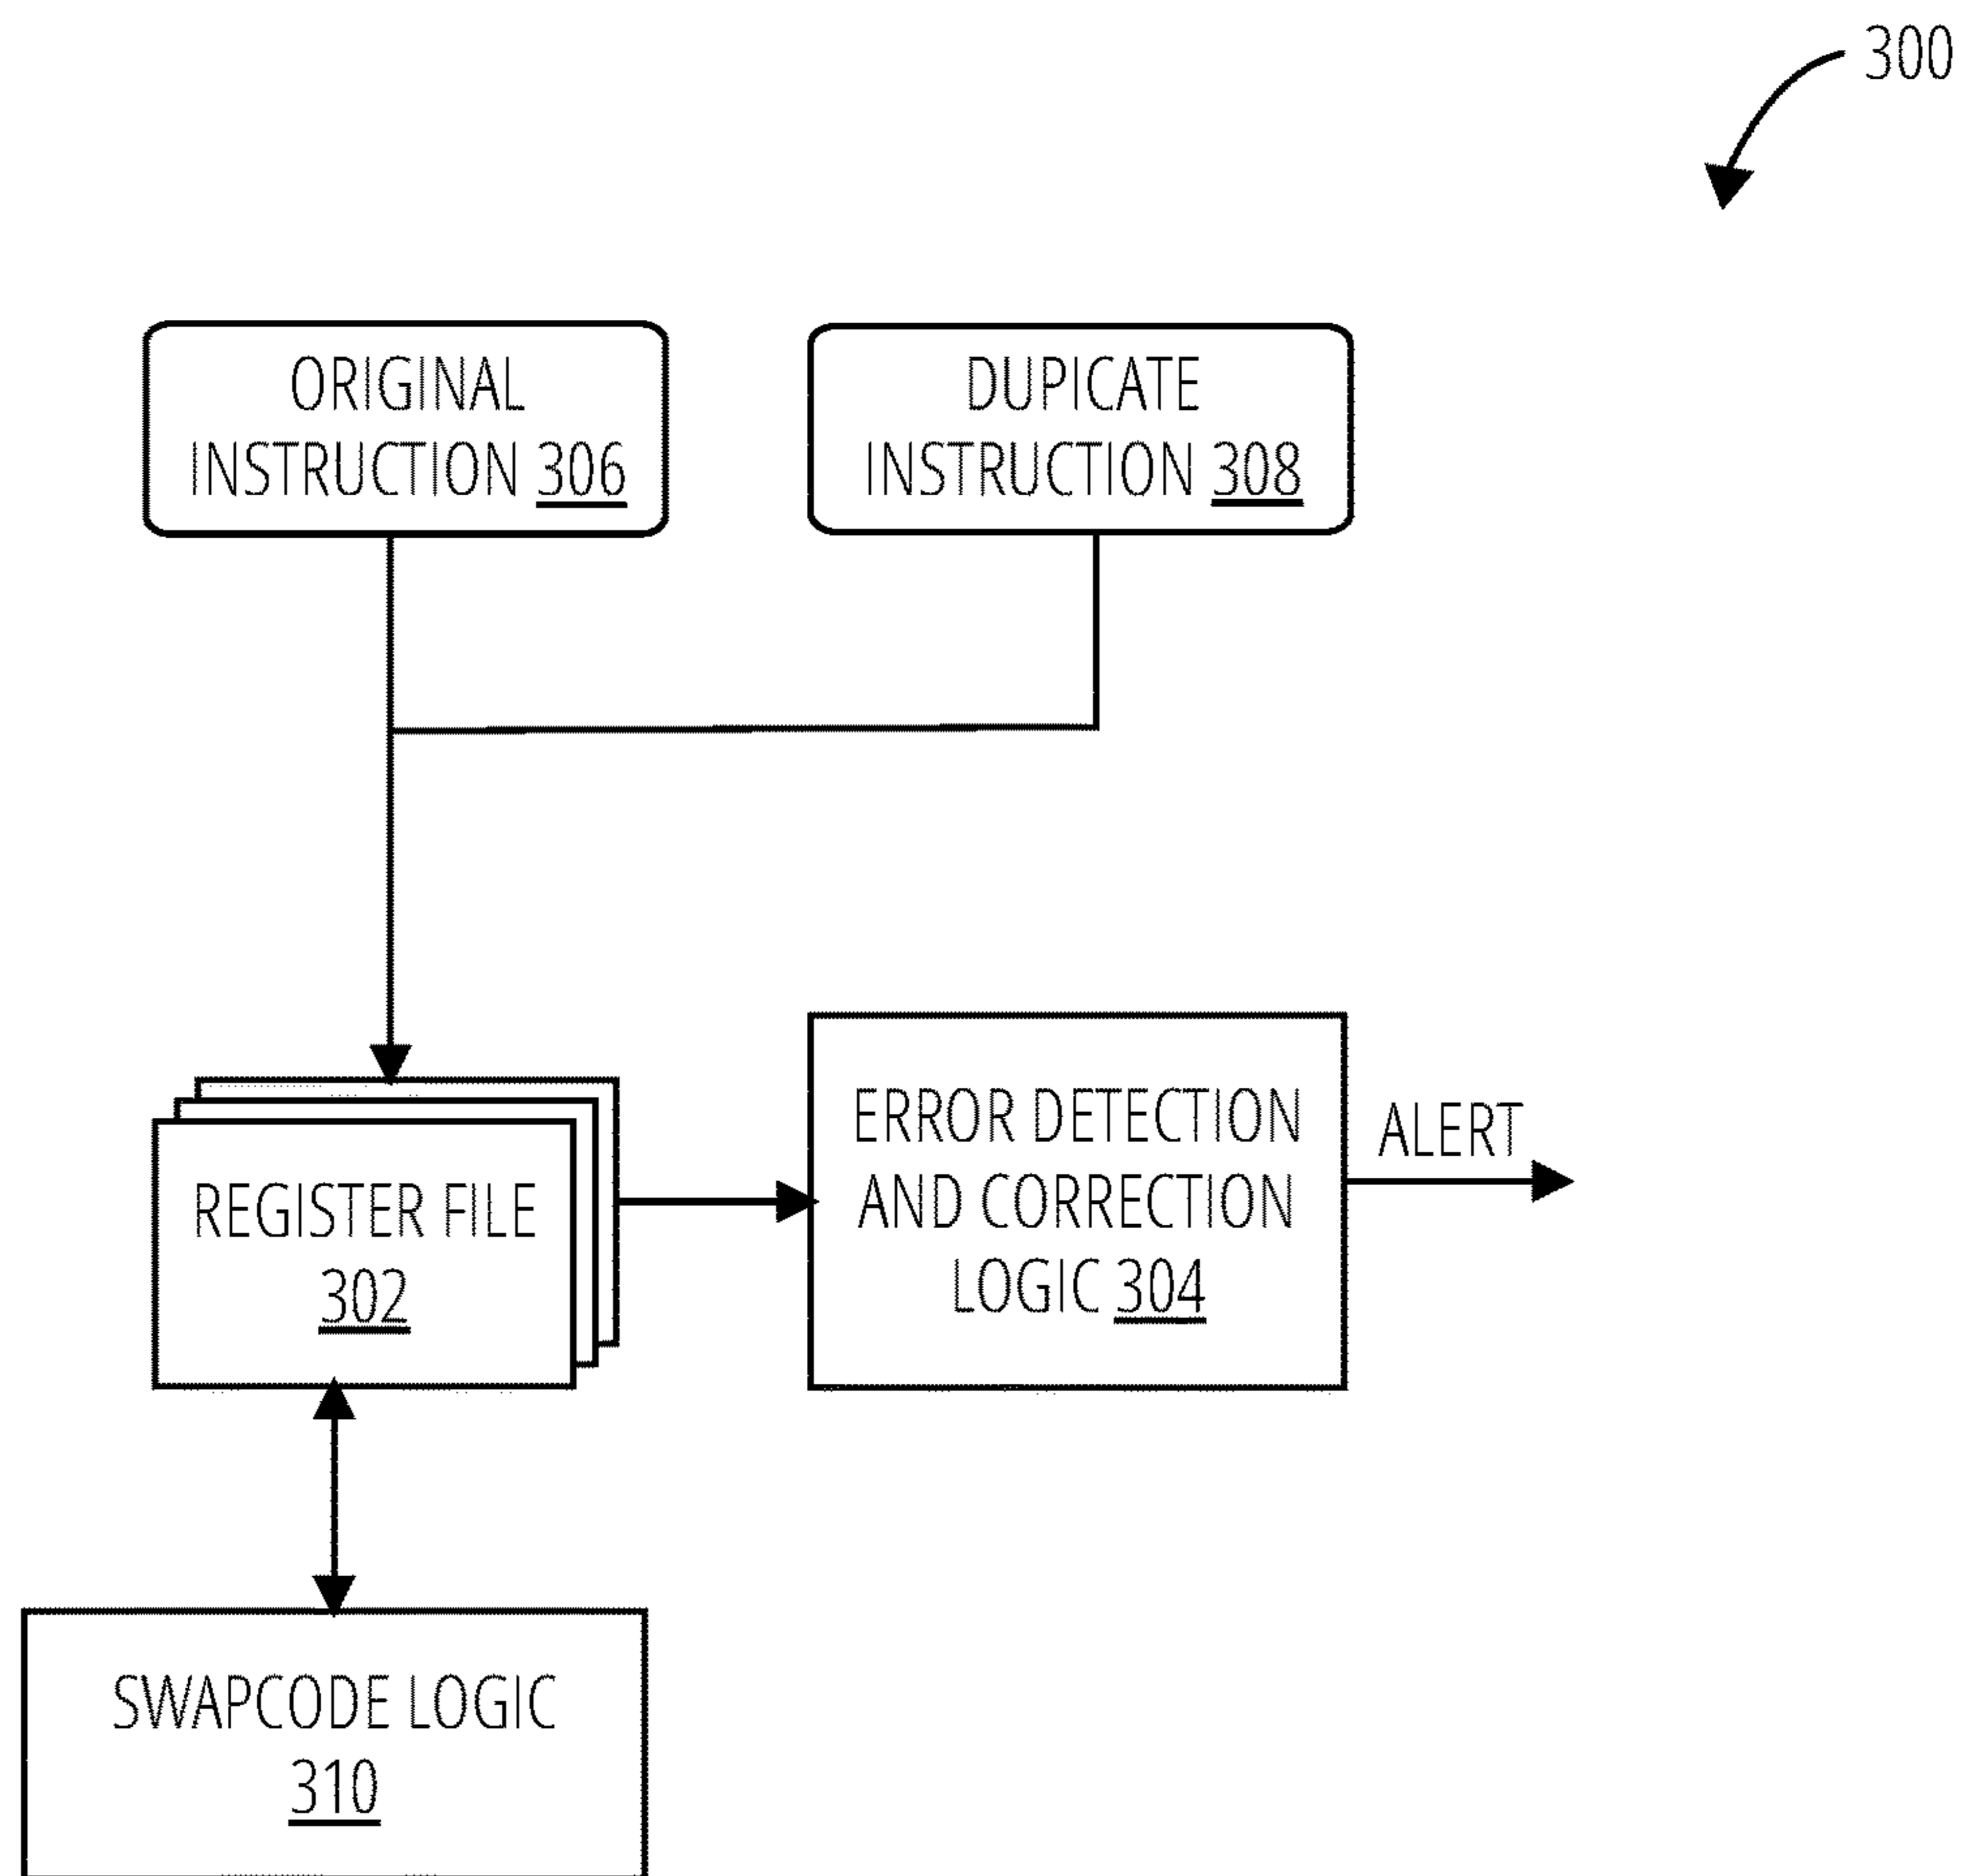 300
ORIGINAL
INSTRUCTION 306
DUPICATE
INSTRUCTION 308
REGISTER FILE
302
ERROR DETECTION
AND CORRECTION
LOGIC 304
ALERT
SWAPCODE LOGIC
310